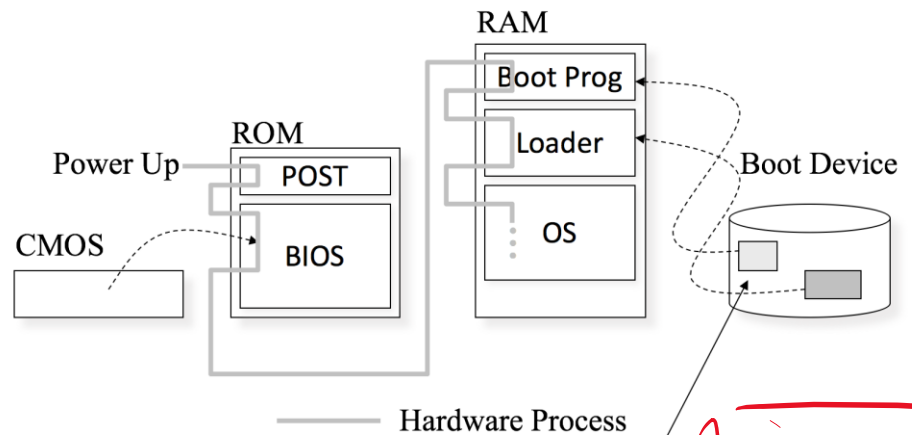 RAM
Boot Prog
ROM
Loader
Power Up
POST
Boot Device
CMOS
BIOS
OS
Hardware Process